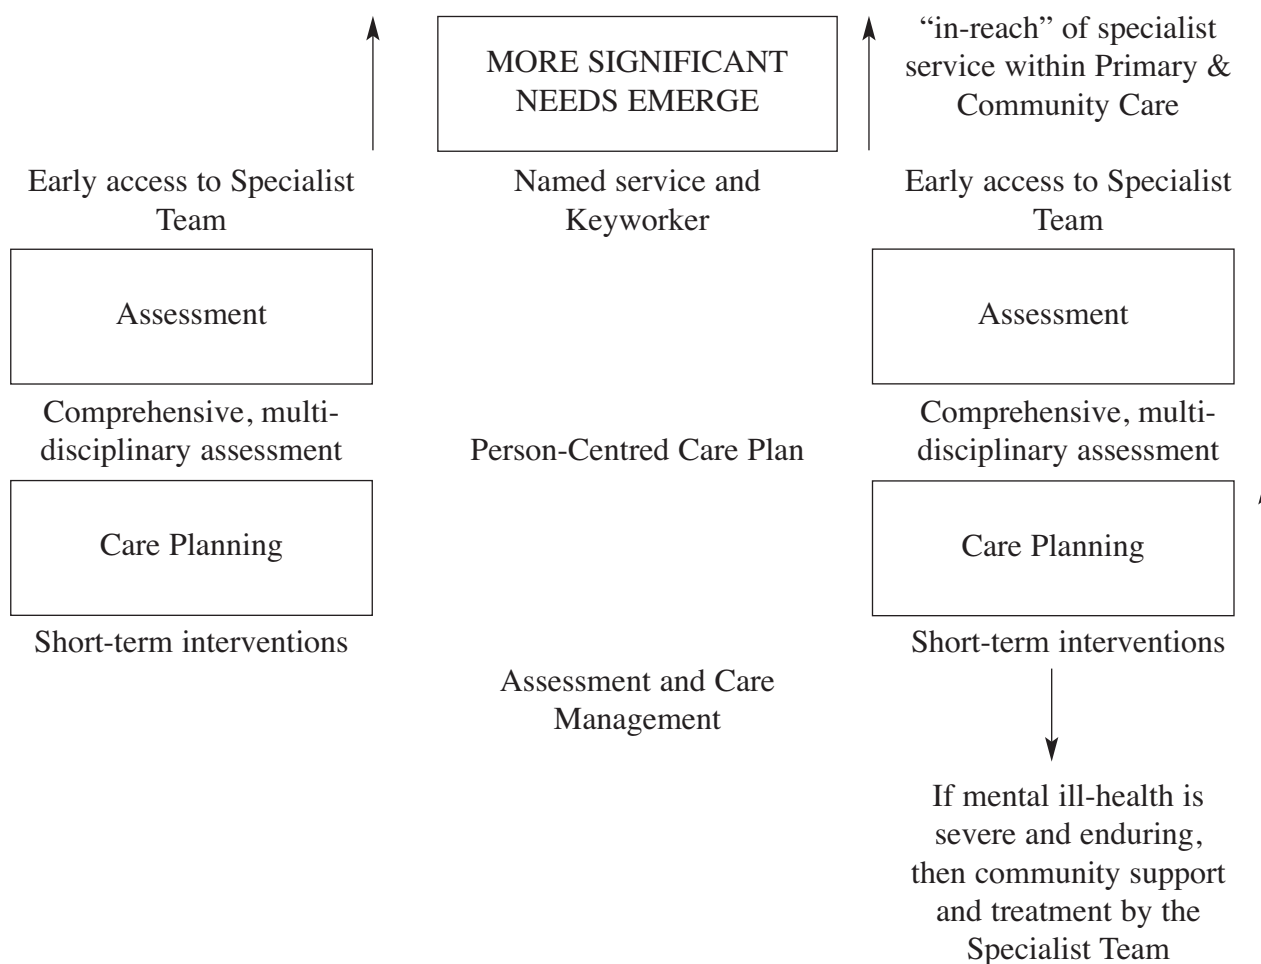 MORE SIGNIFICANT
NEEDS EMERGE
“in-reach” of specialist
service within Primary &
Community Care
Early access to Specialist
Team
Named service and
Keyworker
Early access to Specialist
Team
Assessment
Assessment
Comprehensive, multi-
disciplinary assessment
Person-Centred Care Plan
Comprehensive, multi-
disciplinary assessment
Care Planning
Care Planning
Short-term interventions
Short-term interventions
Assessment and Care
Management
If mental ill-health is
severe and enduring,
then community support
and treatment by the
Specialist Team